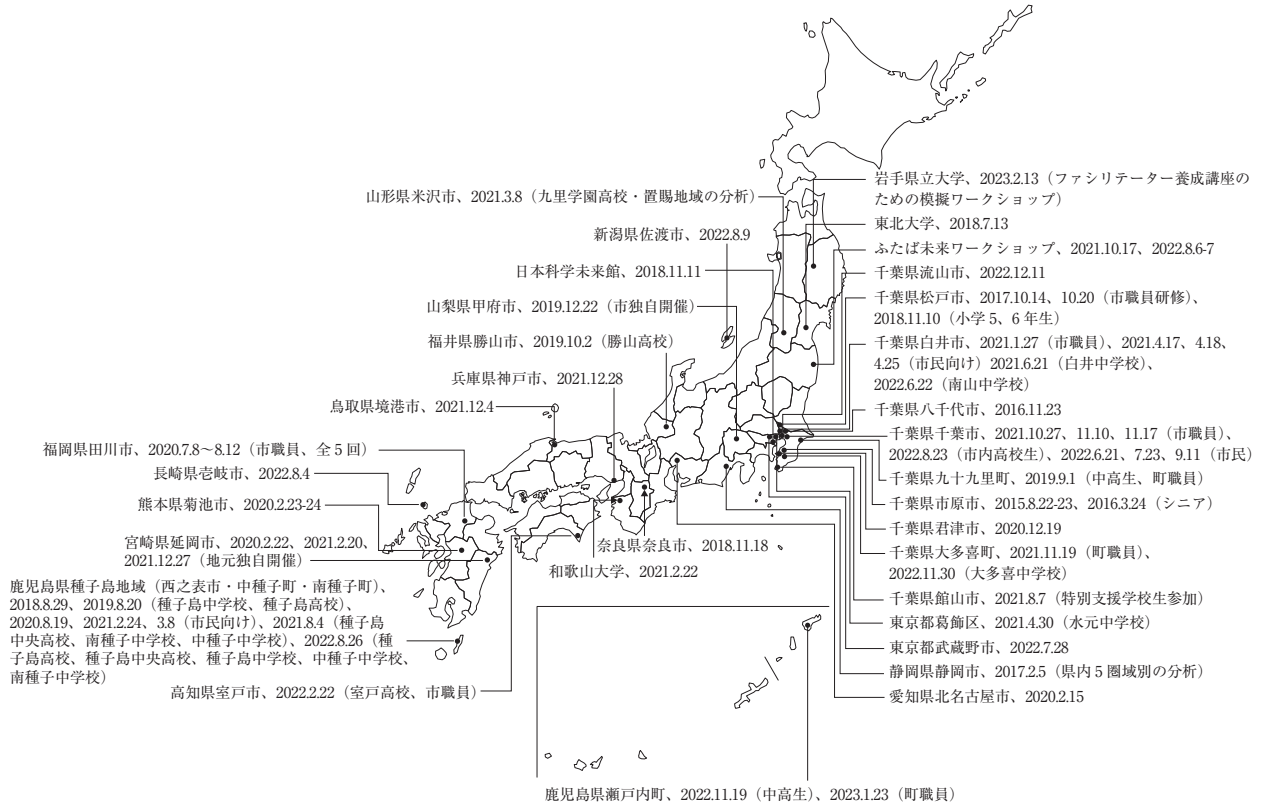 山形県米沢市、2021.3.8（九里学園高校・置賜地域の分析）
新潟県佐渡市、2022.8.9
日本科学未来館、2018.11.11
山梨県甲府市、2019.12.22（市独自開催）
福井県勝山市、2019.10.2（勝山高校）
兵庫県神戸市、2021.12.28
鳥取県境港市、2021.12.4
福岡県田川市、2020.7.8～8.12（市職員、全5回）
長崎県壱岐市、2022.8.4
熊本県菊池市、2020.2.23-24
宮崎県延岡市、2020.2.22、2021.2.20、
2021.12.27（地元独自開催）
鹿児島県種子島地域（西之表市・中種子町・南種子町）、
2018.8.29、2019.8.20（種子島中学校、種子島高校）、
2020.8.19、2021.2.24、3.8（市民向け）、2021.8.4（種子島
中央高校、南種子中学校、中種子中学校）、2022.8.26（種
子島高校、種子島中央高校、種子島中学校、中種子中学校、
南種子中学校）
高知県室戸市、2022.2.22（室戸高校、市職員）
奈良県奈良市、2018.11.18
和歌山大学、2021.2.22
岩手県立大学、2023.2.13（ファシリテーター養成講座の
ための模擬ワークショップ）
東北大学、2018.7.13
ふたば未来ワークショップ、2021.10.17、2022.8.6-7
千葉県流山市、2022.12.11
千葉県松戸市、2017.10.14、10.20（市職員研修）、
2018.11.10（小学5、6年生）
千葉県白井市、2021.1.27（市職員）、2021.4.17、4.18、
4.25（市民向け）2021.6.21（白井中学校）、
2022.6.22（南山中学校）
千葉県八千代市、2016.11.23
千葉県千葉市、2021.10.27、11.10、11.17（市職員）、
2022.8.23（市内高校生）、2022.6.21、7.23、9.11（市民）
千葉県九十九里町、2019.9.1（中高生、町職員）
千葉県市原市、2015.8.22-23、2016.3.24（シニア）
千葉県君津市、2020.12.19
千葉県大多喜町、2021.11.19（町職員）、
2022.11.30（大多喜中学校）
千葉県館山市、2021.8.7（特別支援学校生参加）
東京都葛飾区、2021.4.30（水元中学校）
東京都武蔵野市、2022.7.28
静岡県静岡市、2017.2.5（県内5圏域別の分析）
愛知県北名古屋市、2020.2.15
鹿児島県瀬戸内町、2022.11.19（中高生）、2023.1.23（町職員）